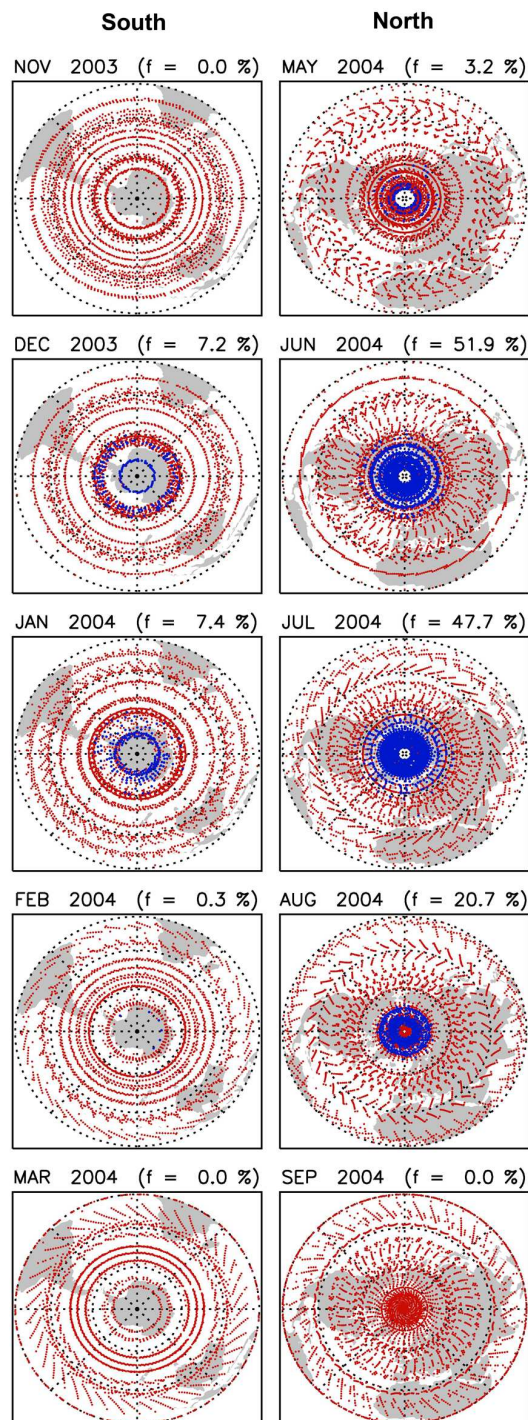 South North
NOV 2003 (f = 0.0 %) MAY 2004 (f = 3.2 %)
DEC 2003 (f = 7.2 %) JUN 2004 (f = 51.9 %)
JAN 2004 (f = 7.4 %) JUL 2004 (f = 47.7 %)
FEB 2004 (f = 0.3 %) AUG 2004 (f = 20.7 %)
MAR 2004 (f = 0.0 %) SEP 2004 (f = 0.0 %)